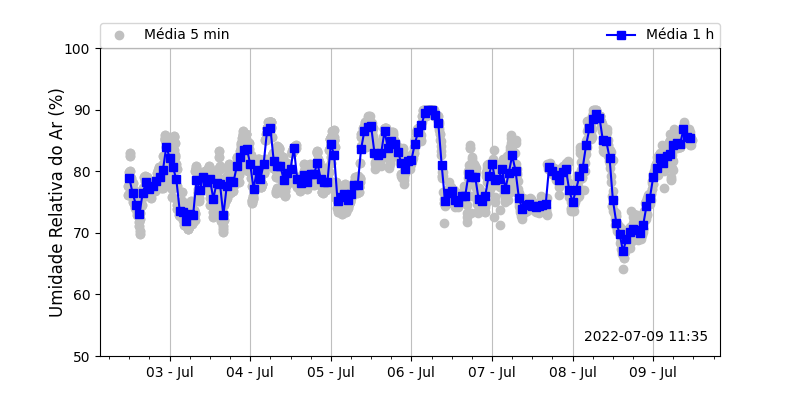 Média 5 min
Média 1 h
Umidade Relativa do Ar (%)
100
90
80
70
60
50
2022-07-09 11:35
03 - Jul
04 - Jul
05 - Jul
06 - Jul
07 - Jul
08 - Jul
09 - Jul